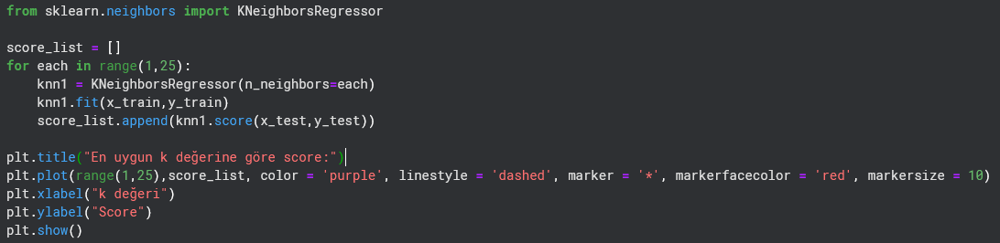 from sklearn.neighbors import KNeighborsRegressor
score_list = []
for each in range(1,25):
    knn1 = KNeighborsRegressor(n_neighbors=each)
    knn1.fit(x_train,y_train)
    score_list.append(knn1.score(x_test,y_test))
plt.title("En uygun k değerine göre score:")
plt.plot(range(1,25),score_list, color = 'purple', linestyle = 'dashed', marker = '*', markerfacecolor = 'red', markersize = 10)
plt.xlabel("k değeri")
plt.ylabel("Score")
plt.show()